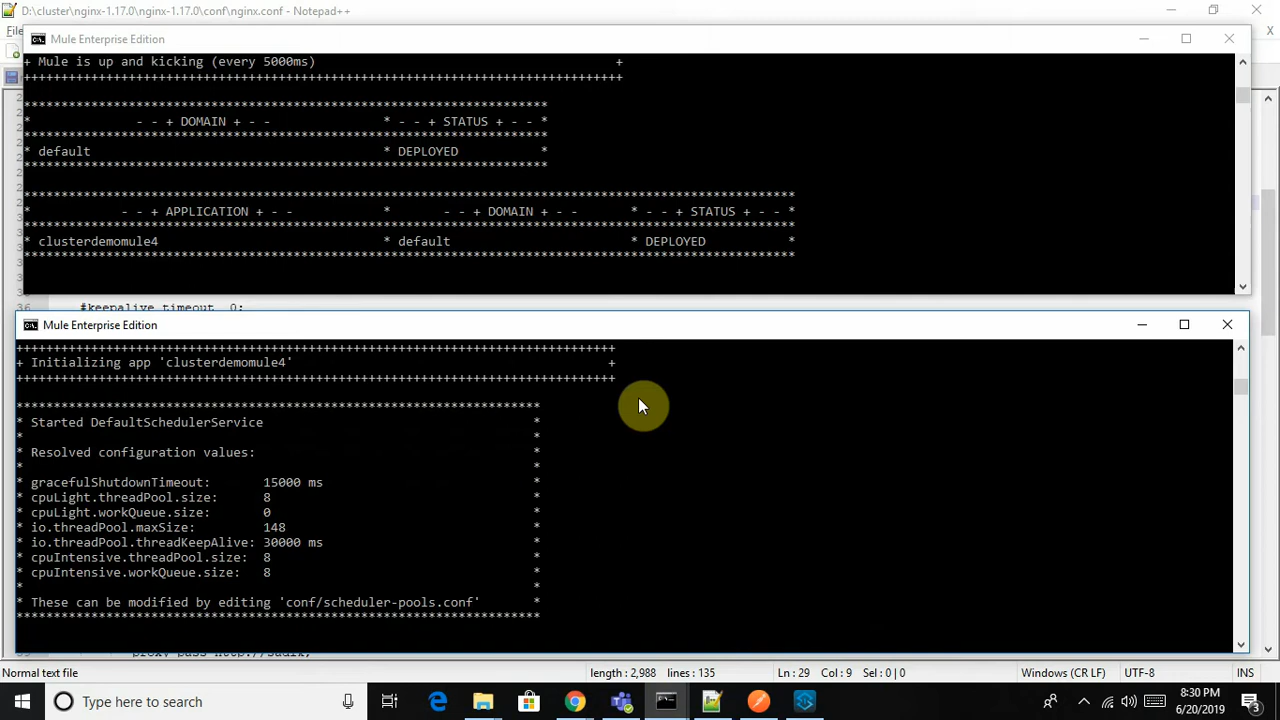 D:\cluster\nginx-1.17.0\nginx-1.17.0\conf\nginx.conf - Notepad++
Mule Enterprise Edition
+ Mule is up and kicking (every 5000ms) +
++++++++++++++++++++++++++++++++++++++++++++++++++++++++++++++++++++++++++++++++
**********************************************************************
* - - + DOMAIN + - - * - - + STATUS + - - *
**********************************************************************
* default * DEPLOYED *
**********************************************************************
*******************************************************************************************************
* - - + APPLICATION + - - * - - + DOMAIN + - - * - - + STATUS + - - *
*******************************************************************************************************
* clusterdemomule4 * default * DEPLOYED *
*******************************************************************************************************
36 #keepalive_timeout 0;
Mule Enterprise Edition
++++++++++++++++++++++++++++++++++++++++++++++++++++++++++++++++++++++++++++++++
+ Initializing app 'clusterdemomule4' +
++++++++++++++++++++++++++++++++++++++++++++++++++++++++++++++++++++++++++++++++
**********************************************************************
* Started DefaultSchedulerService *
* *
* Resolved configuration values: *
* *
* gracefulShutdownTimeout: 15000 ms *
* cpuLight.threadPool.size: 8 *
* cpuLight.workQueue.size: 0 *
* io.threadPool.maxSize: 148 *
* io.threadPool.threadKeepAlive: 30000 ms *
* cpuIntensive.threadPool.size: 8 *
* cpuIntensive.workQueue.size: 8 *
* *
* These can be modified by editing 'conf/scheduler-pools.conf' *
**********************************************************************
proxy_pass http://sadik;
Normal text file length : 2,988 lines : 135 Ln : 29 Col : 9 Sel : 0 | 0 Windows (CR LF) UTF-8 INS
Type here to search
8:30 PM
6/20/2019
3